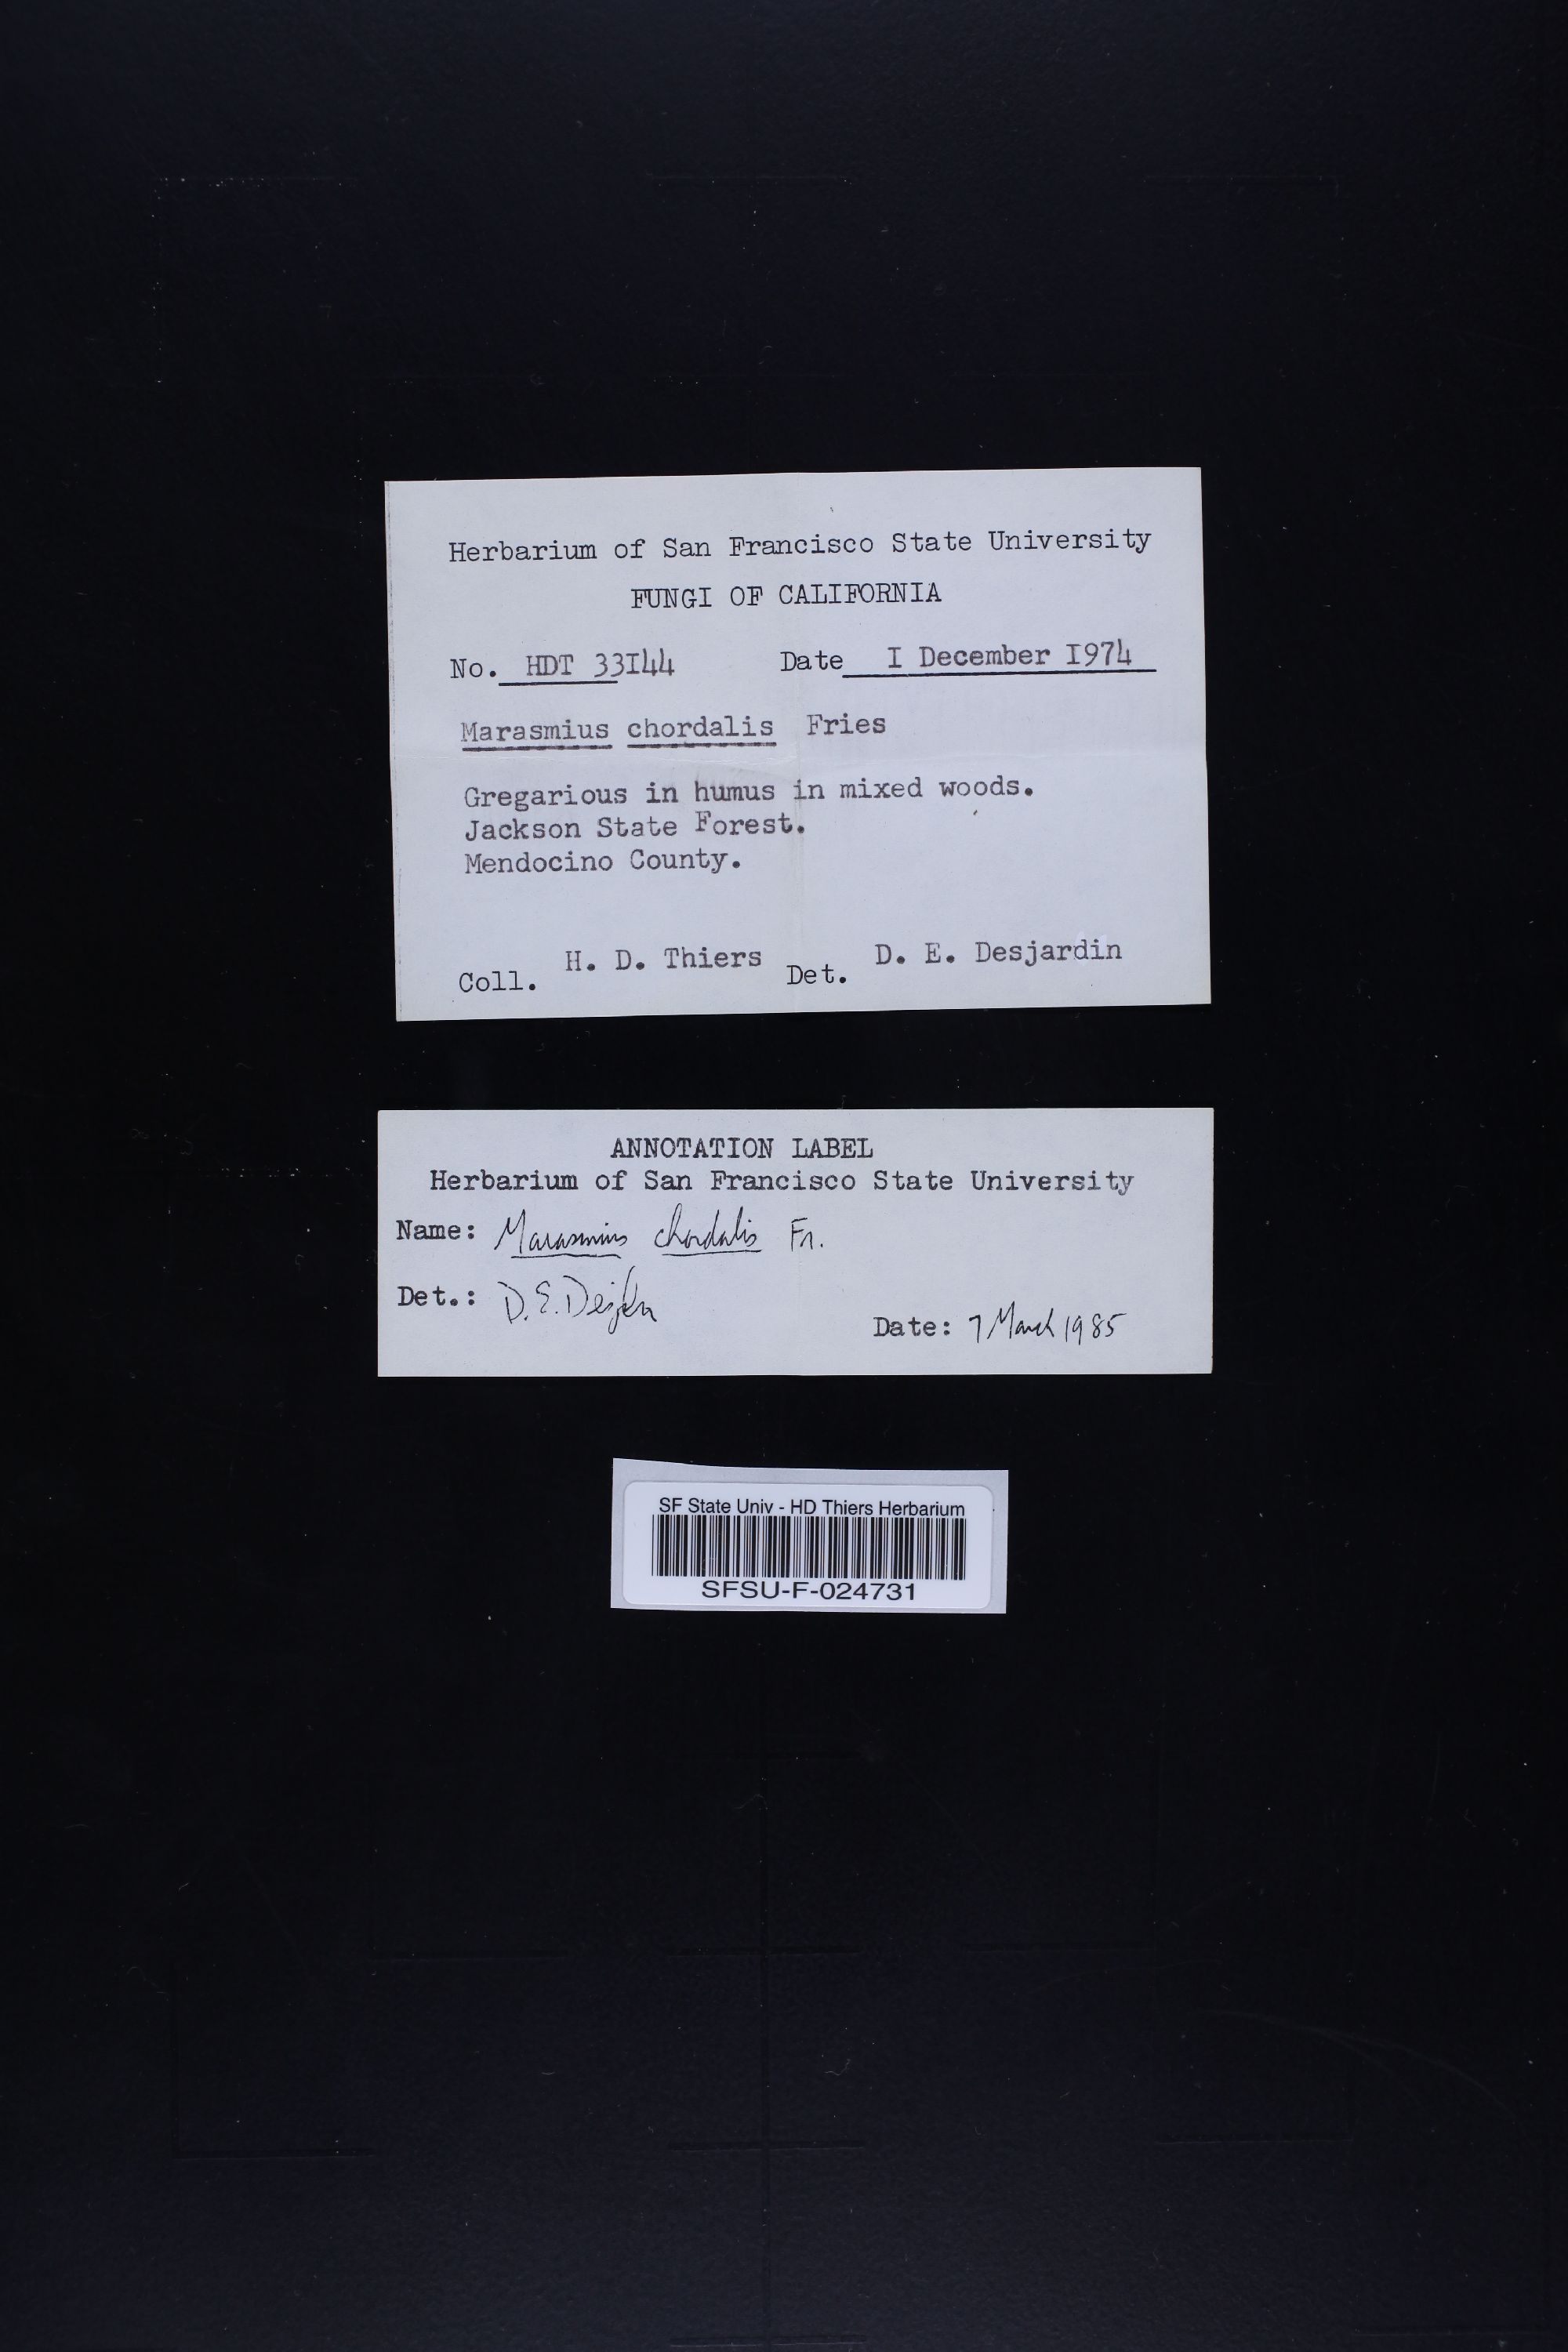 Herbarium of San Francisco State University
FUNGI OF CALIFORNIA
No. HDT 33I44 Date I December I974
Marasmius chordalis Fries
Gregarious in humus in mixed woods.
Jackson State Forest.
Mendocino County.
Coll. H. D. Thiers Det. D. E. Desjardin
ANNOTATION LABEL
Herbarium of San Francisco State University
Name: Marasmius chordalis Fr.
Det.: D.E. Desjardin
Date: 7 March 1985
SF State Univ - HD Thiers Herbarium
SFSU-F-024731